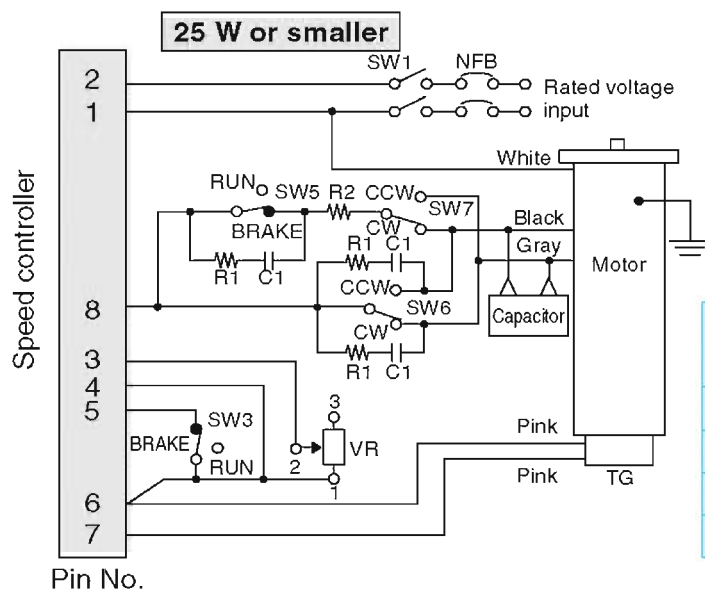 25 W or smaller
Speed controller
2
1
8
3
4
5
6
7
Pin No.
SW1
NFB
Rated voltage
input
White
RUN
SW5
R2
CCW
SW7
BRAKE
CW
Black
R1
C1
R1
C1
Gray
Motor
CCW
SW6
Capacitor
CW
R1
C1
SW3
3
BRAKE
2
VR
RUN
1
Pink
Pink
TG